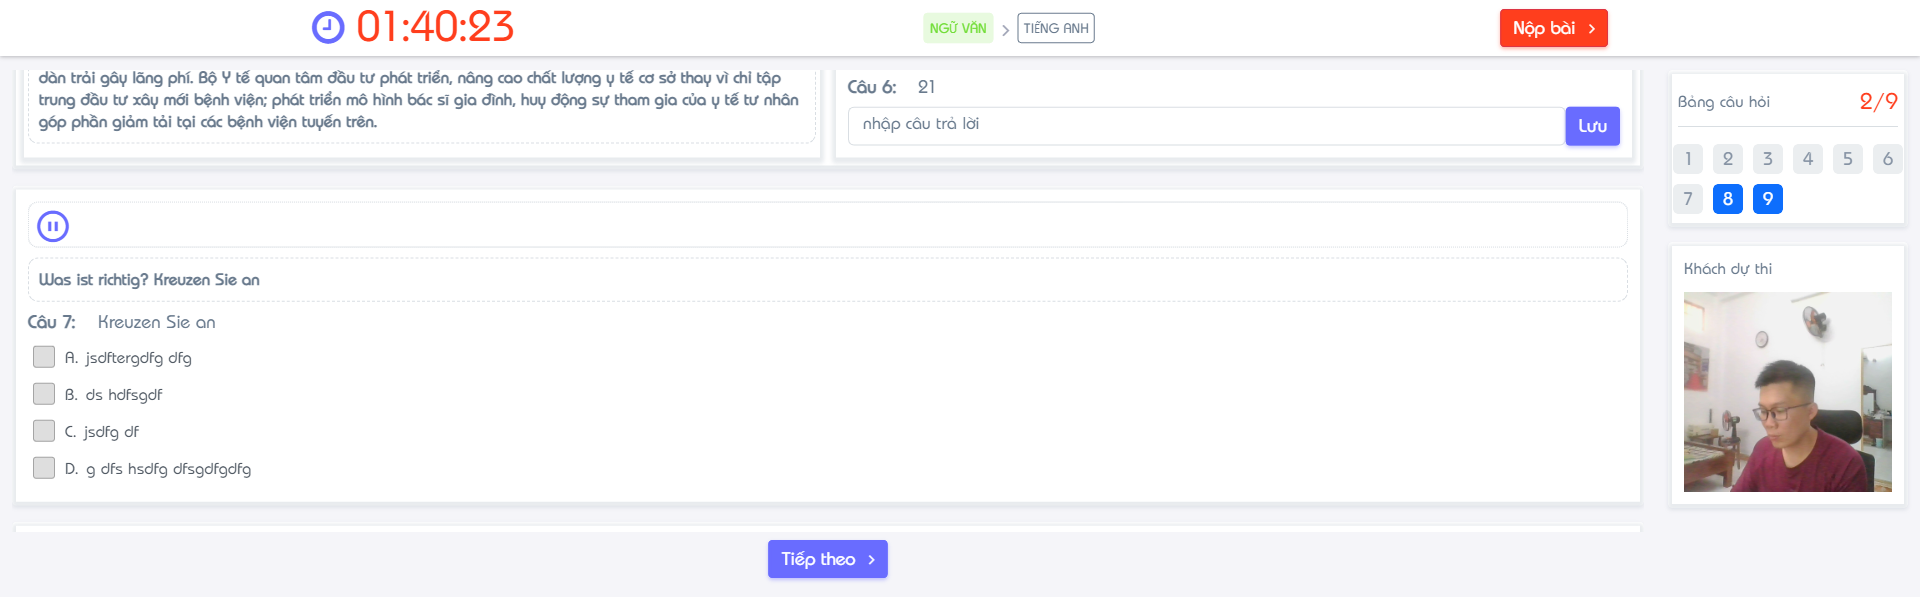 01:40:23
NGỮ VĂN
TIẾNG ANH
Nộp bài
dàn trải gây lãng phí. Bộ Y tế quan tâm đầu tư phát triển, nâng cao chất lượng y tế cơ sở thay vì chỉ tập
trung đầu tư xây mới bệnh viện; phát triển mô hình bác sĩ gia đình, huy động sự tham gia của y tế tư nhân
góp phần giảm tải tại các bệnh viện tuyến trên.
Câu 6: 21
nhập câu trả lời
Lưu
Was ist richtig? Kreuzen Sie an
Câu 7: Kreuzen Sie an
A. jsdftergdfg dfg
B. ds hdfsgdf
C. jsdfg df
D. g dfs hsdfg dfsgdfgdfg
Tiếp theo
Bảng câu hỏi 2/9
1 2 3 4 5 6
7 8 9
Khách dự thi